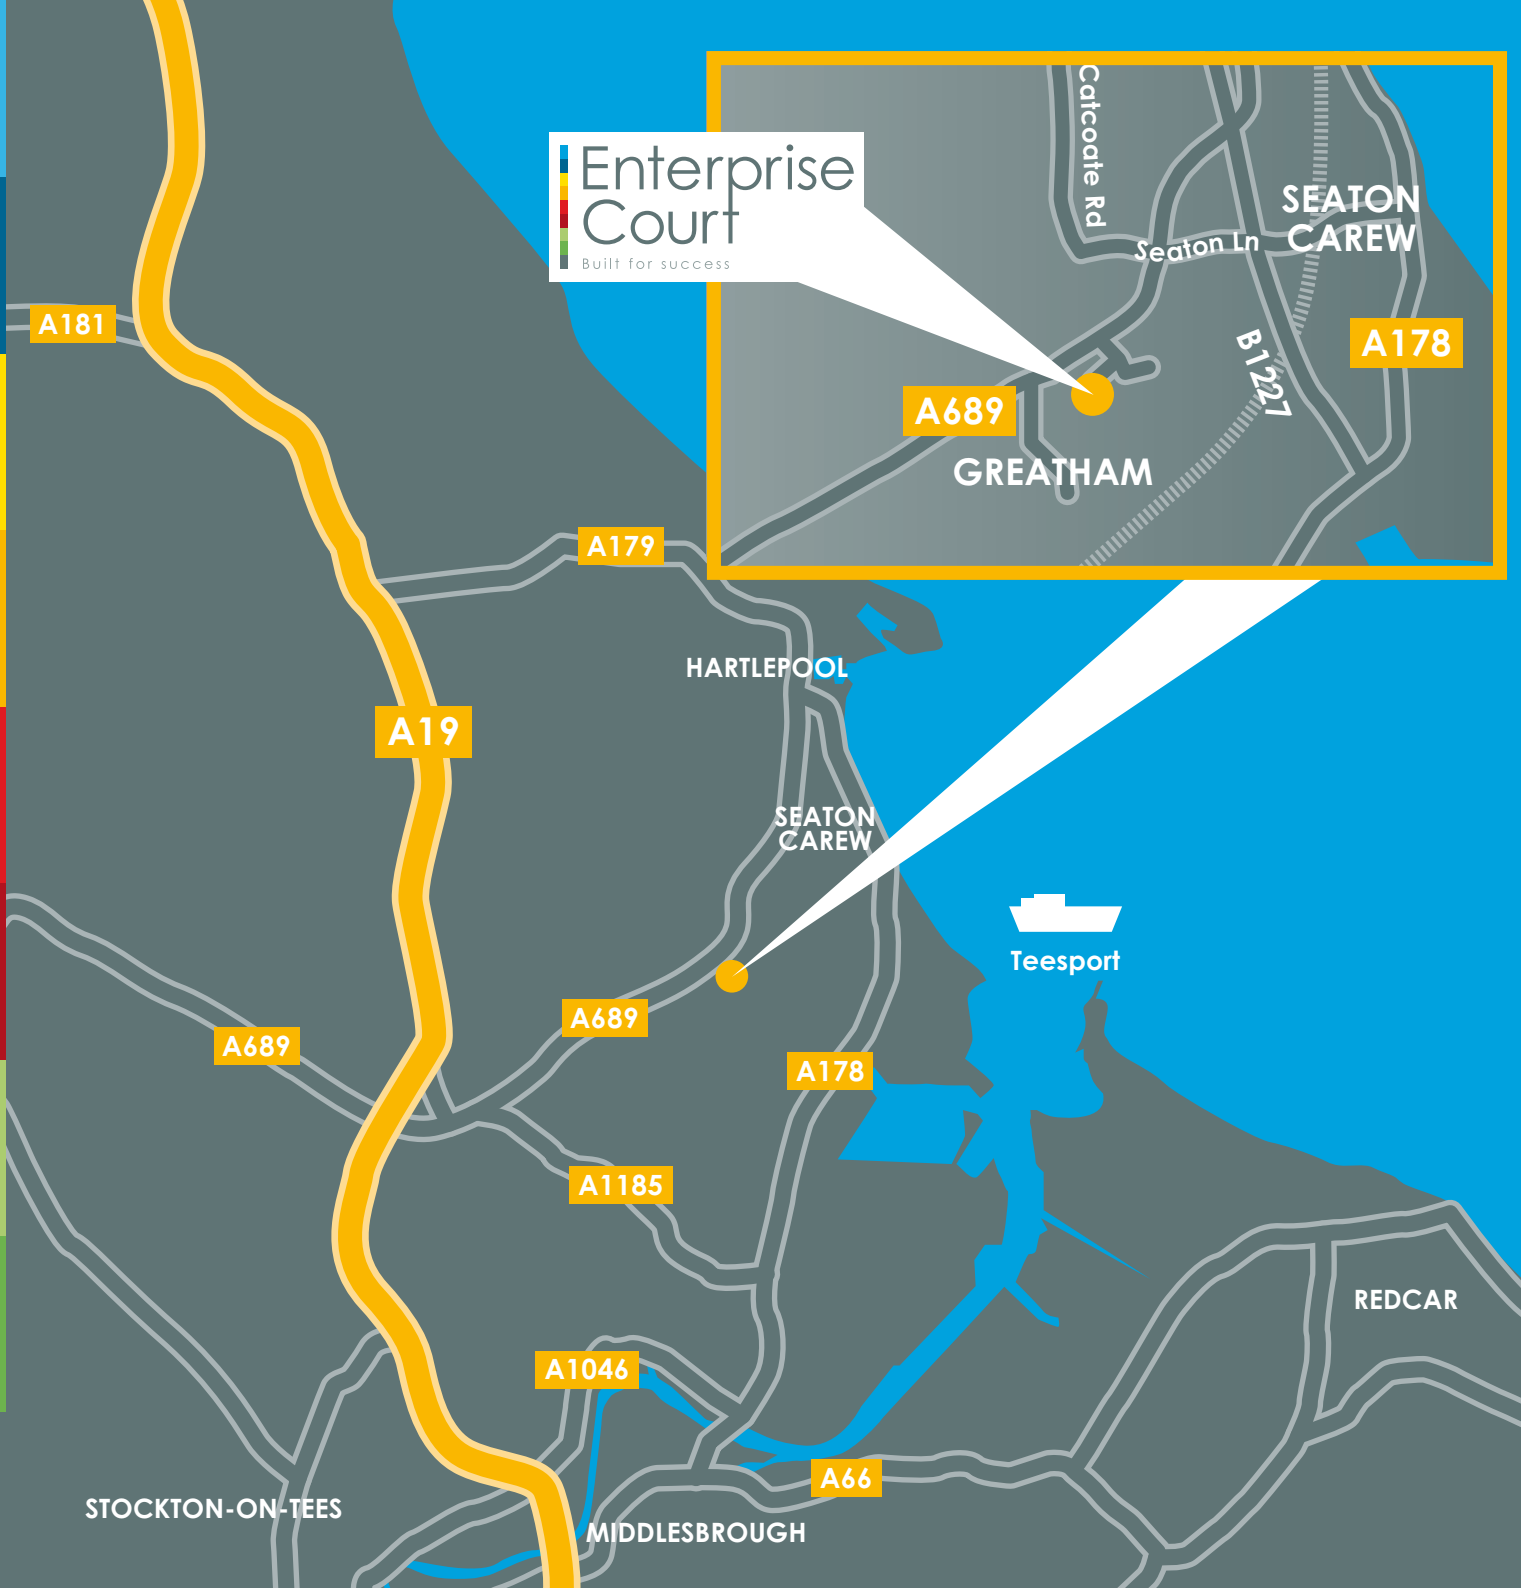 Catcoate Rd
Enterprise
Court
Built for success
SEATON
CAREW
Seaton Ln
A181
B1227
A178
A689
GREATHAM
A179
HARTLEPOOL
A19
SEATON
CAREW
Teesport
A689
A689
A178
A1185
REDCAR
A1046
A66
STOCKTON-ON-TEES
MIDDLESBROUGH